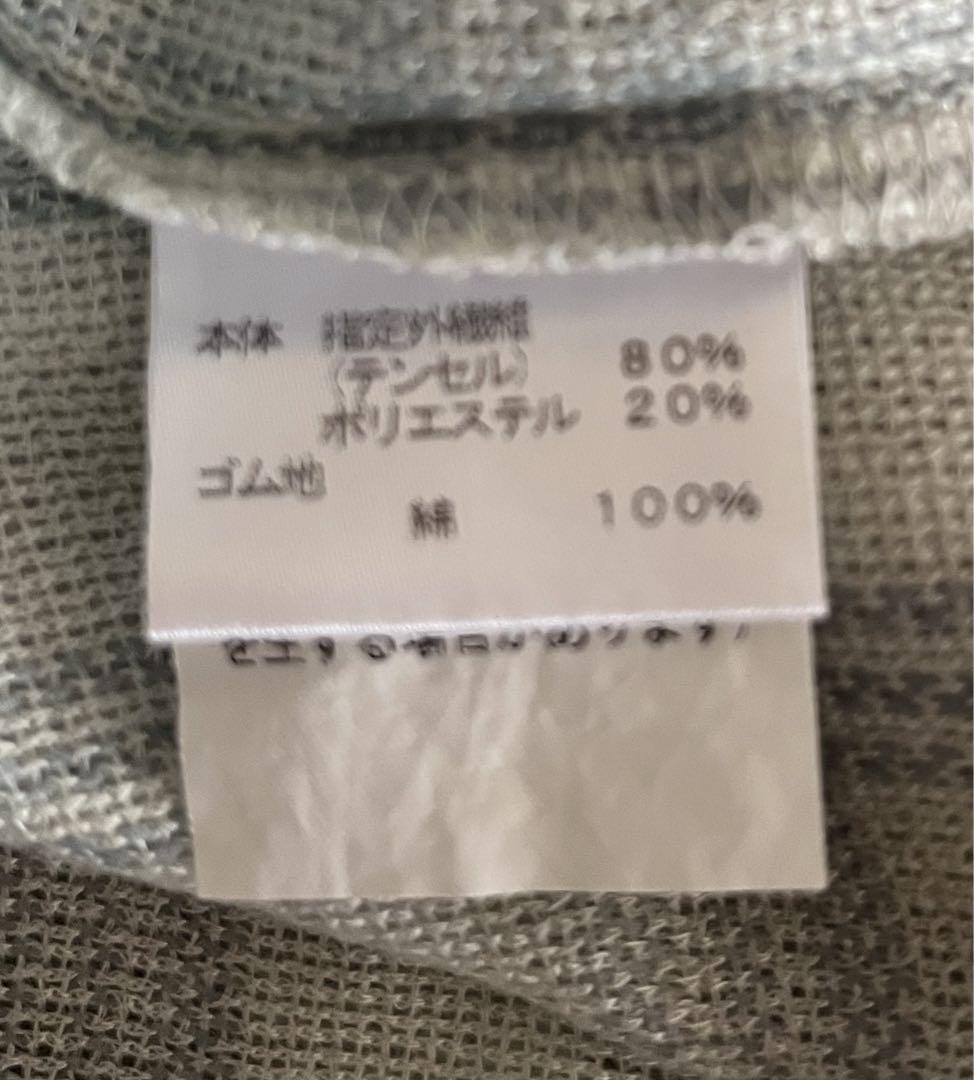 本体 指定外繊維
(テンセル) 80%
ポリエステル 20%
ゴム地
綿 100%